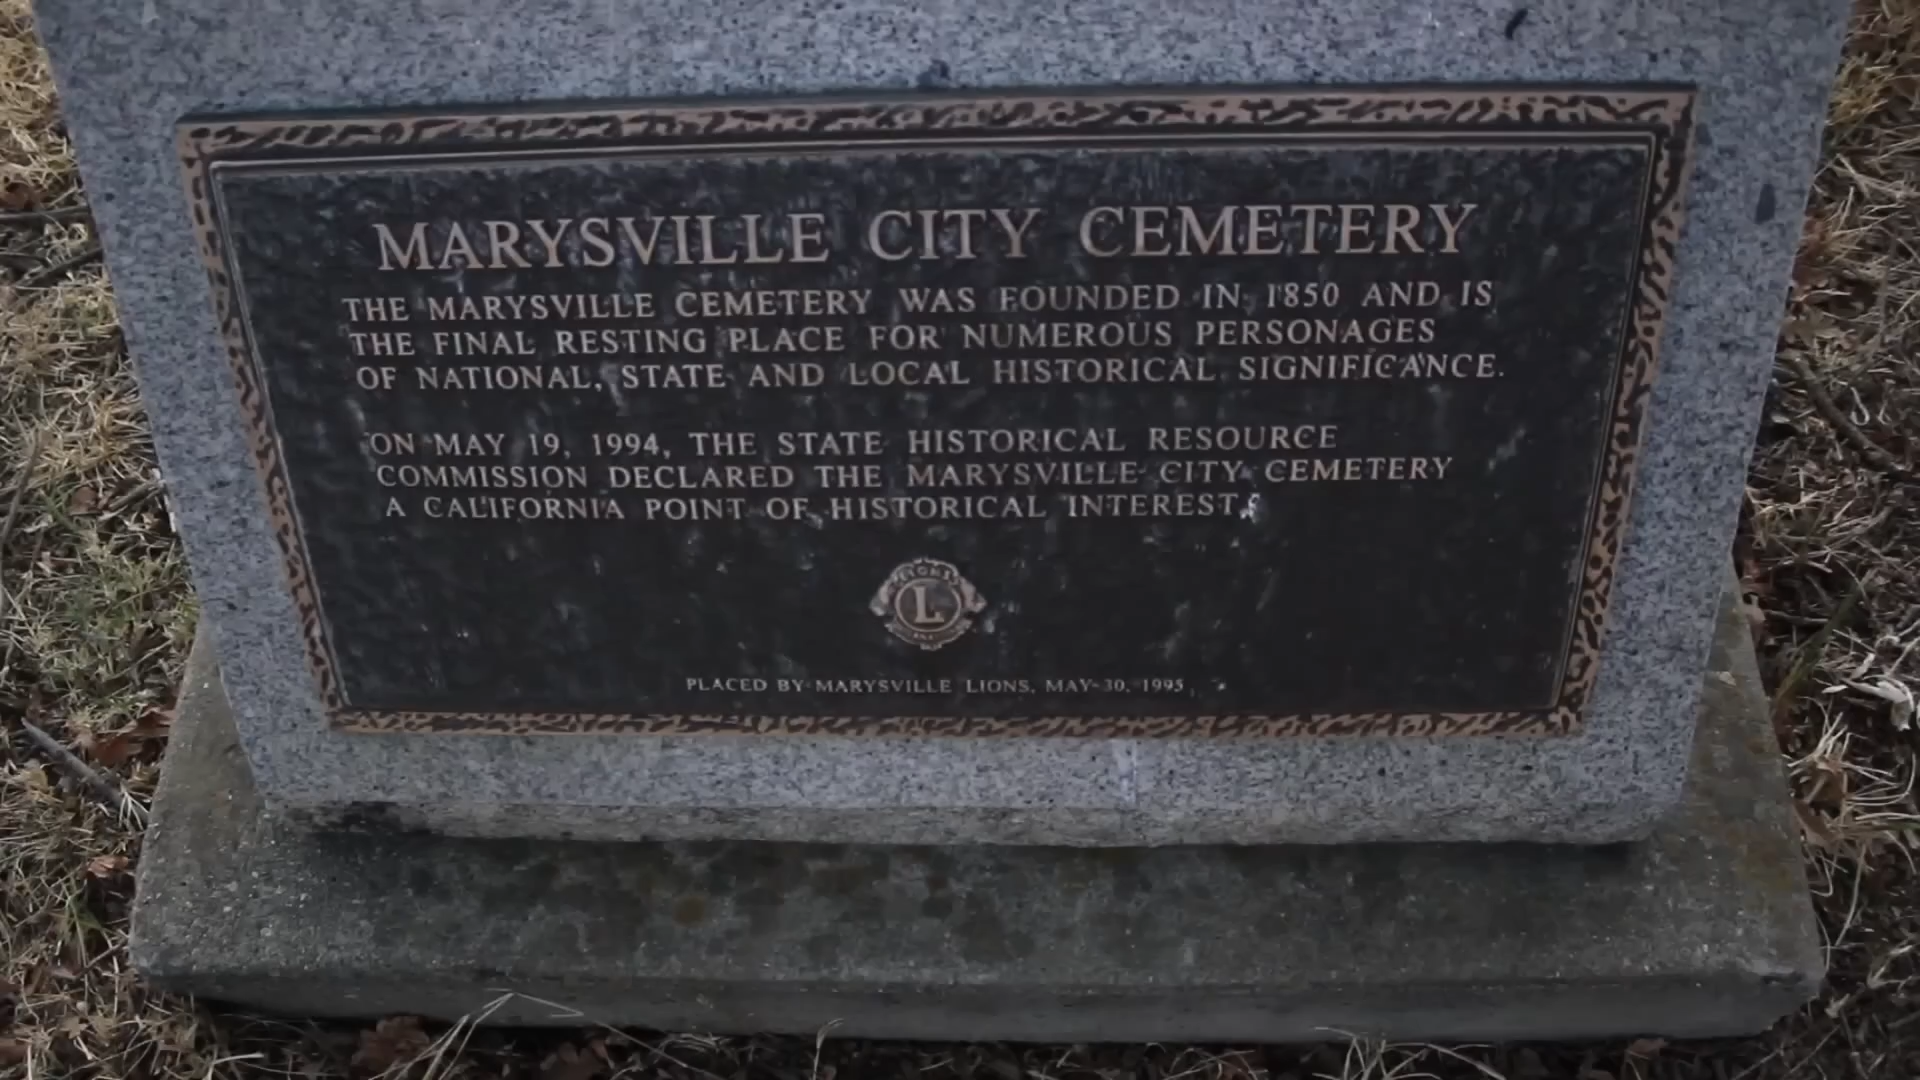 MARYSVILLE CITY CEMETERY
THE MARYSVILLE CEMETERY WAS FOUNDED IN 1850 AND IS
THE FINAL RESTING PLACE FOR NUMEROUS PERSONAGES
OF NATIONAL, STATE AND LOCAL HISTORICAL SIGNIFICANCE.
ON MAY 19, 1994, THE STATE HISTORICAL RESOURCE
COMMISSION DECLARED THE MARYSVILLE CITY CEMETERY
A CALIFORNIA POINT OF HISTORICAL INTEREST.
LIONS
L
INT
PLACED BY MARYSVILLE LIONS, MAY 30, 1995